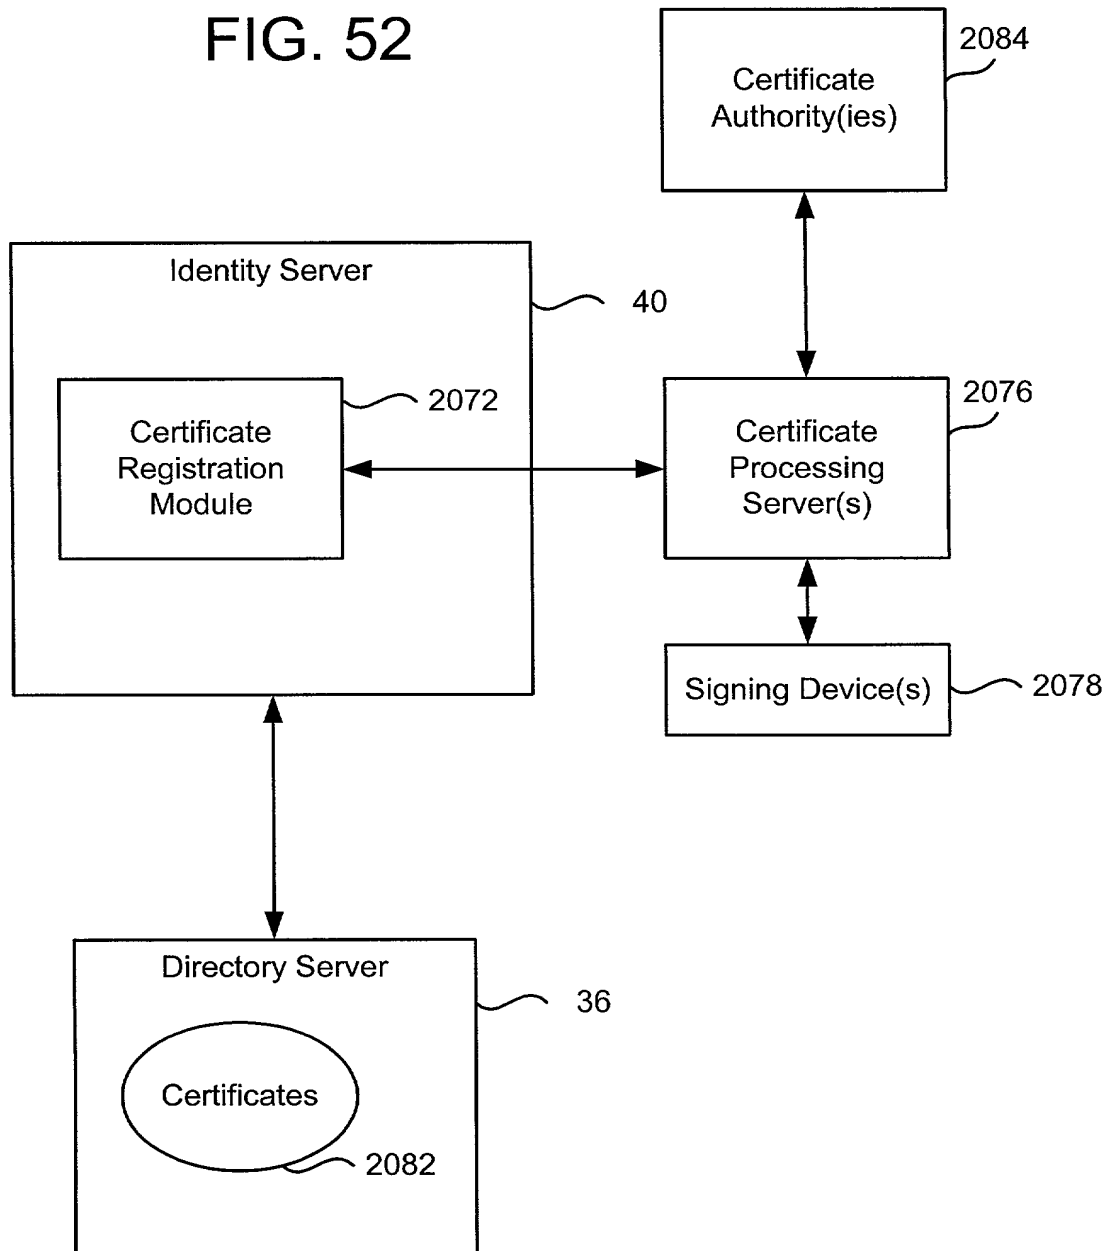 FIG. 52
2084
Certificate
Authority(ies)
Identity Server
40
2072
2076
Certificate
Registration
Module
Certificate
Processing
Server(s)
Signing Device(s)
2078
Directory Server
36
Certificates
2082